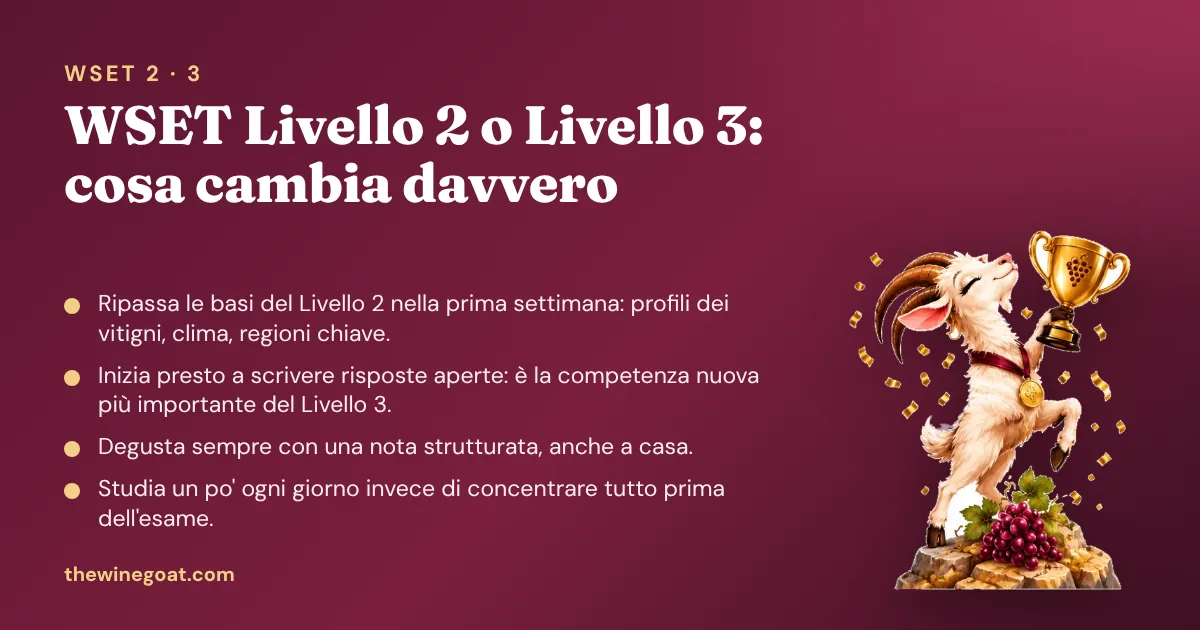 WSET 2 · 3
WSET Livello 2 o Livello 3:
cosa cambia davvero
Ripassa le basi del Livello 2 nella prima settimana: profili dei
vitigni, clima, regioni chiave.
Inizia presto a scrivere risposte aperte: è la competenza nuova
più importante del Livello 3.
Degusta sempre con una nota strutturata, anche a casa.
Studia un po' ogni giorno invece di concentrare tutto prima
dell'esame.
thewinegoat.com